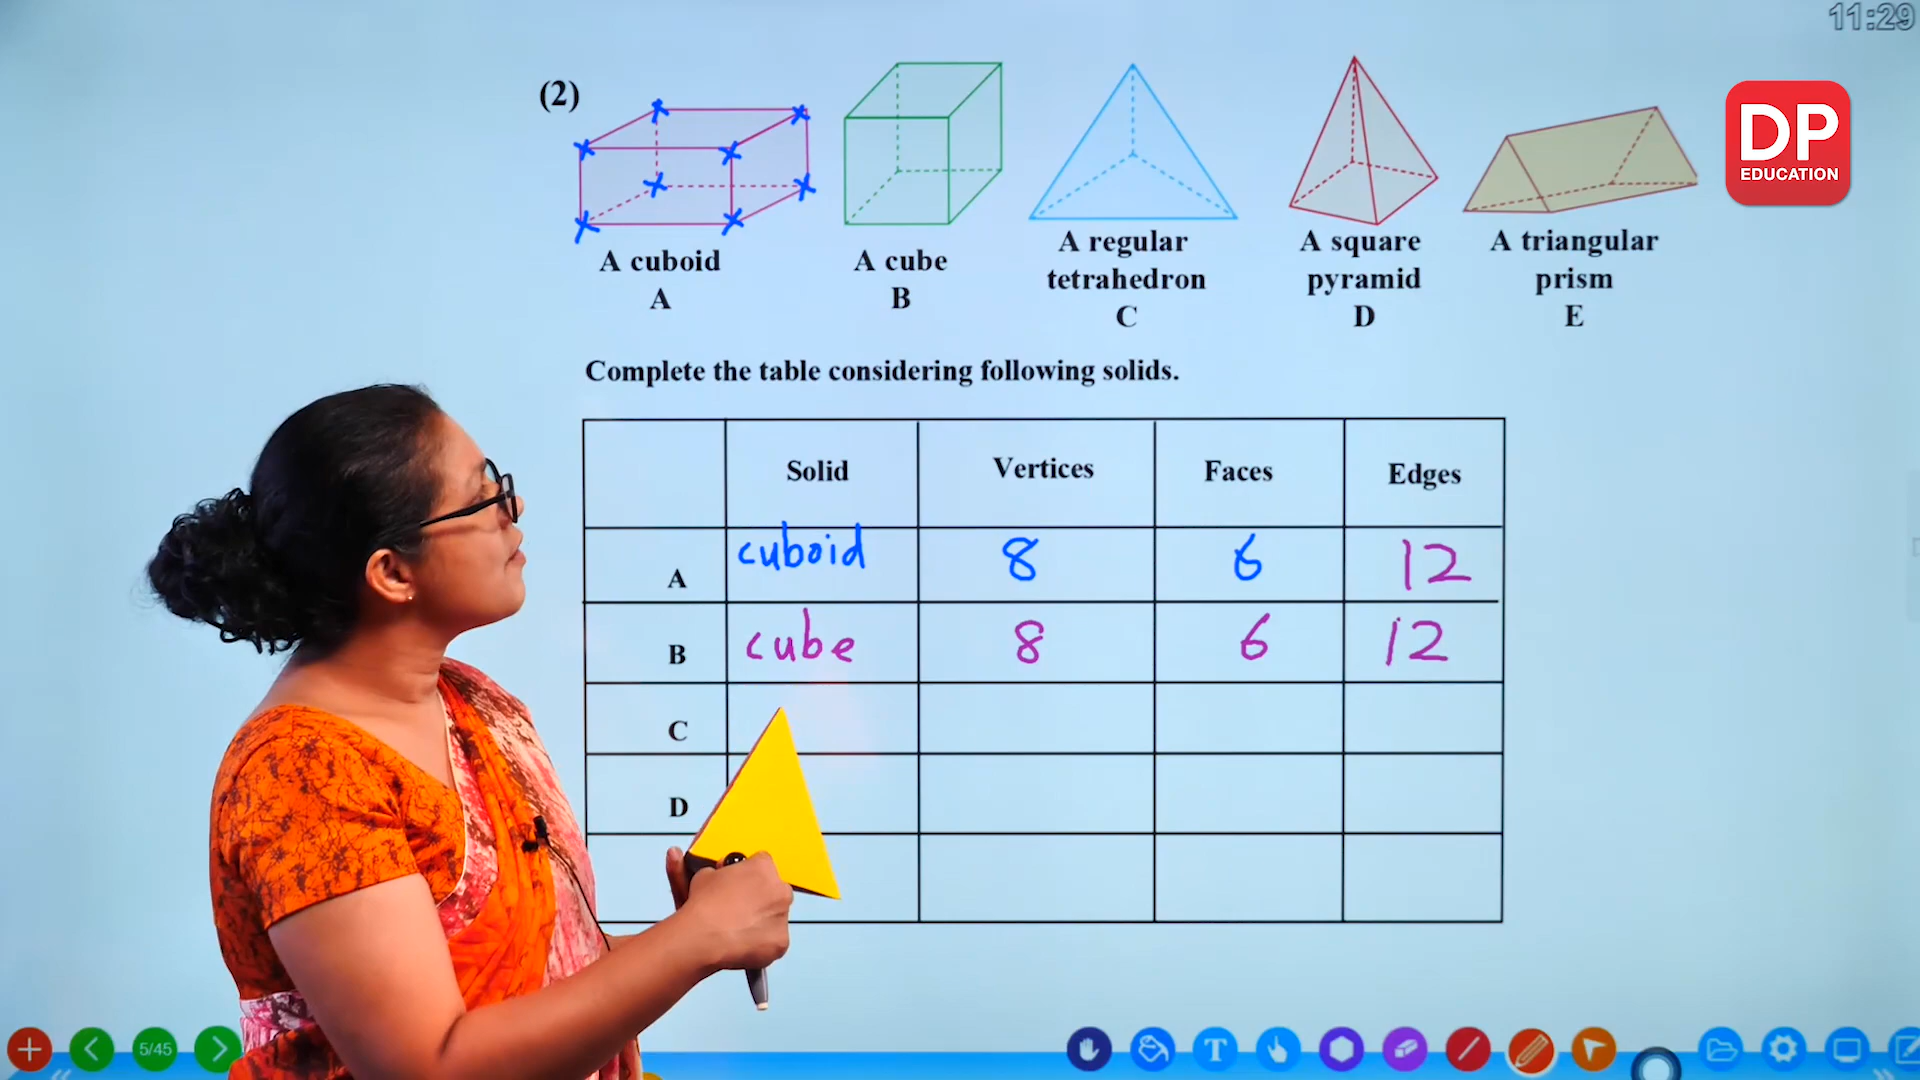 11:29
(2)
DP
EDUCATION
A cuboid
A
A cube
B
A regular
tetrahedron
C
A square
pyramid
D
A triangular
prism
E
Complete the table considering following solids.
Solid Vertices Faces Edges
A cuboid 8 6 12
B cube 8 6 12
C
D
5/45
T